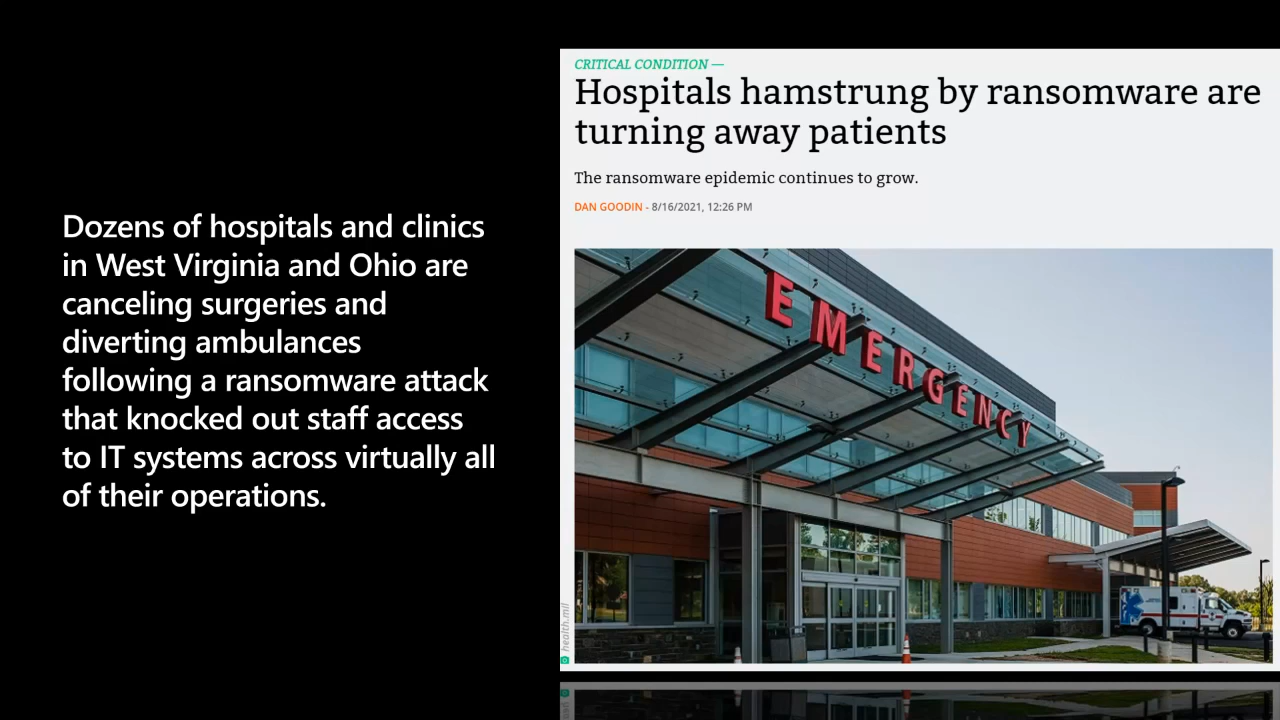 Dozens of hospitals and clinics
in West Virginia and Ohio are
canceling surgeries and
diverting ambulances
following a ransomware attack
that knocked out staff access
to IT systems across virtually all
of their operations.
CRITICAL CONDITION —
Hospitals hamstrung by ransomware are
turning away patients
The ransomware epidemic continues to grow.
DAN GOODIN - 8/16/2021, 12:26 PM
EMERGENCY
health.mil